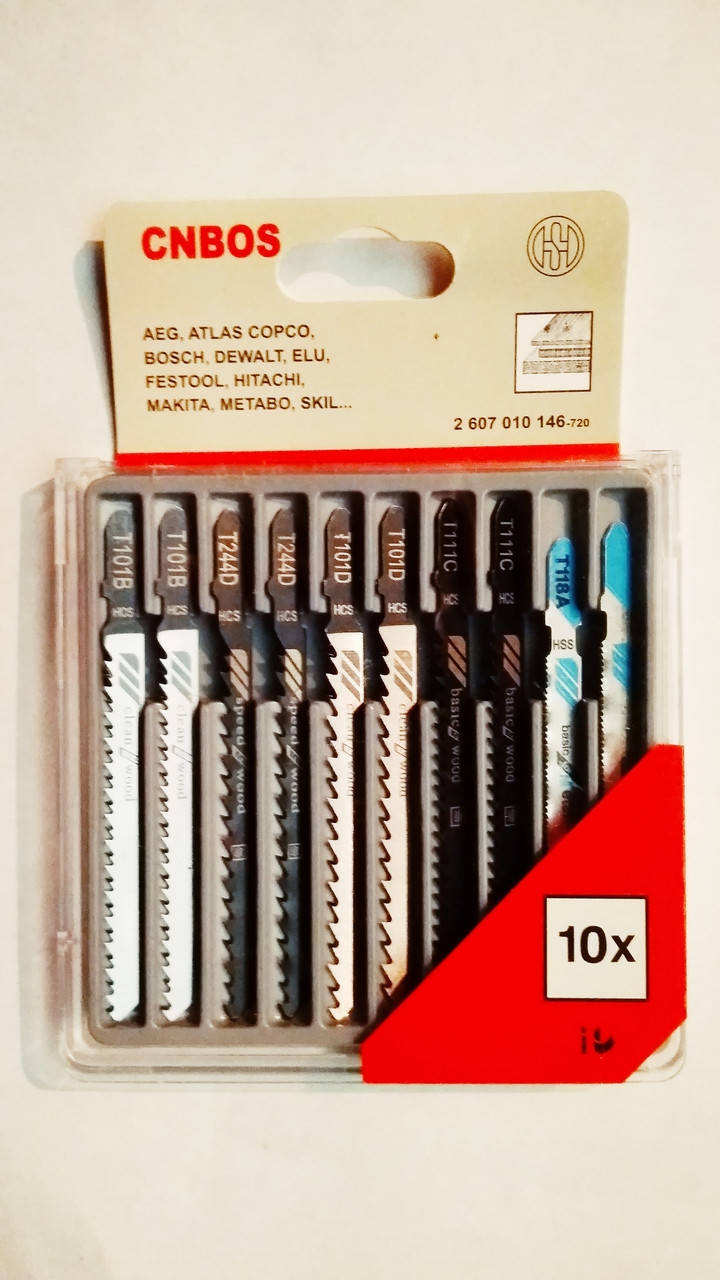 CNBOS
HSH
AEG, ATLAS COPCO,
BOSCH, DEWALT, ELU,
FESTOOL, HITACHI,
MAKITA, METABO, SKIL...
2 607 010 146-720
T101B HCS clean wood
T101B HCS clean wood
T244D HCS speed wood
T244D HCS speed wood
T101D HCS clean wood
T101D HCS clean wood
T111C HCS basic wood
T111C HCS basic wood
T118A HSS basic
10x